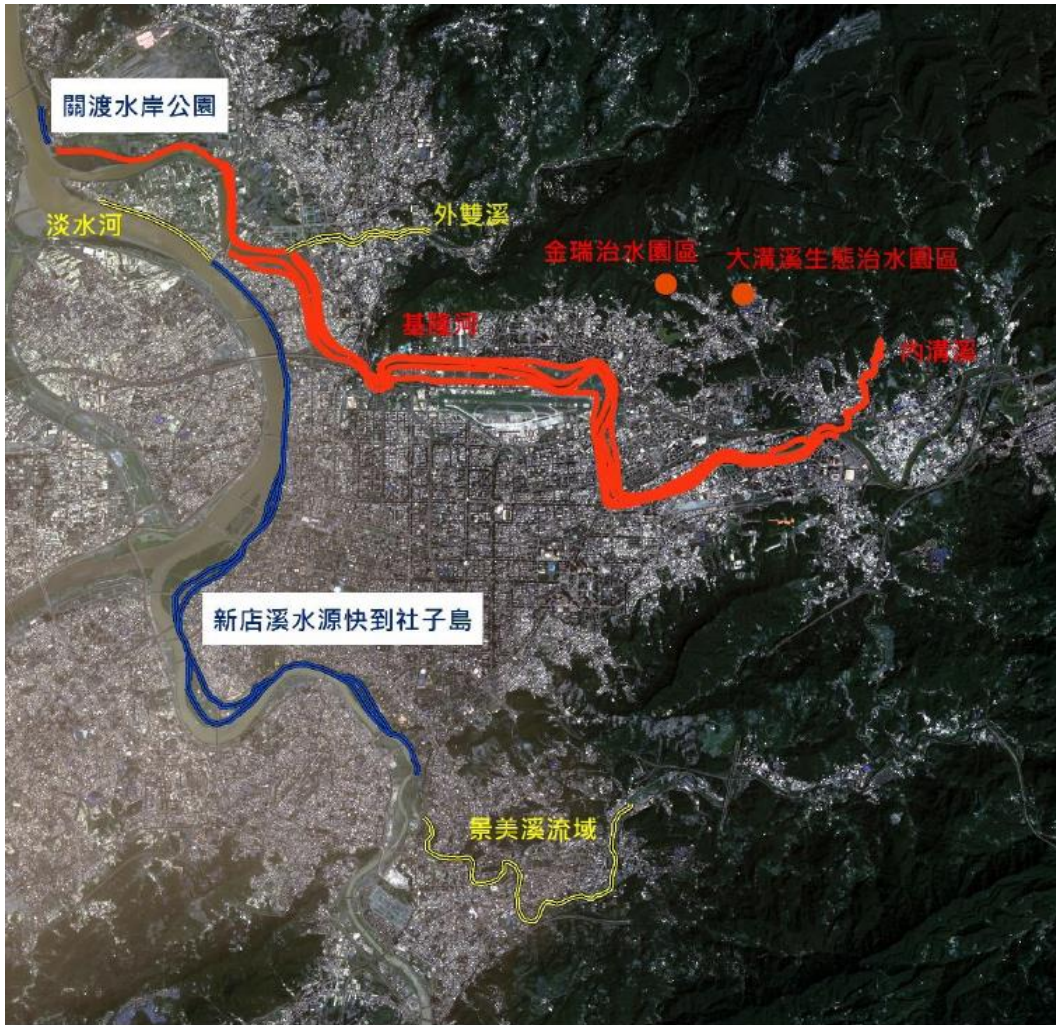 關渡水岸公園
淡水河
外雙溪
金瑞治水園區
大溝溪生態治水園區
基隆河
內溝溪
新店溪水源快到社子島
景美溪流域